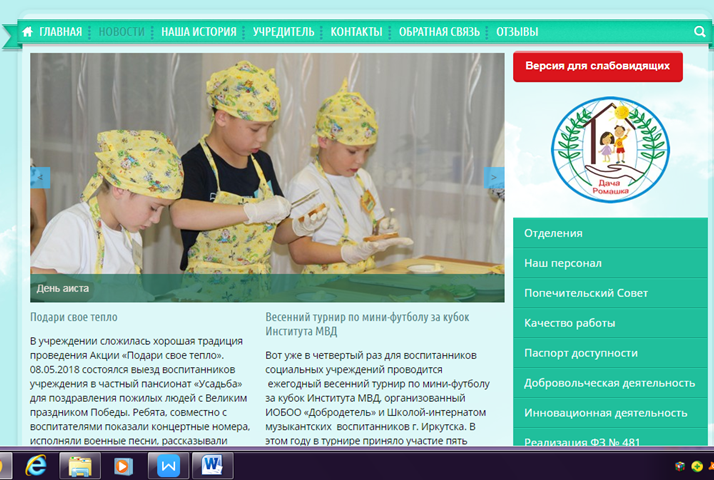 ГЛАВНАЯ НОВОСТИ НАША ИСТОРИЯ УЧРЕДИТЕЛЬ КОНТАКТЫ ОБРАТНАЯ СВЯЗЬ ОТЗЫВЫ
Версия для слабовидящих
Дача
Ромашка
< >
День аиста
Подари свое тепло
В учреждении сложилась хорошая традиция
проведения Акции «Подари свое тепло».
08.05.2018 состоялся выезд воспитанников
учреждения в частный пансионат «Усадьба»
для поздравления пожилых людей с Великим
праздником Победы. Ребята, совместно с
воспитателями показали концертные номера,
исполняли военные песни, рассказывали
Весенний турнир по мини-футболу за кубок
Института МВД
Вот уже в четвертый раз для воспитанников
социальных учреждений проводится
ежегодный весенний турнир по мини-футболу
за кубок Института МВД, организованный
ИОБОО «Добродетель» и Школой-интернатом
музыкантских воспитанников г. Иркутска. В
этом году в турнире приняло участие пять
Отделения
Наш персонал
Попечительский Совет
Качество работы
Паспорт доступности
Добровольческая деятельность
Инновационная деятельность
Реализация ФЗ № 481